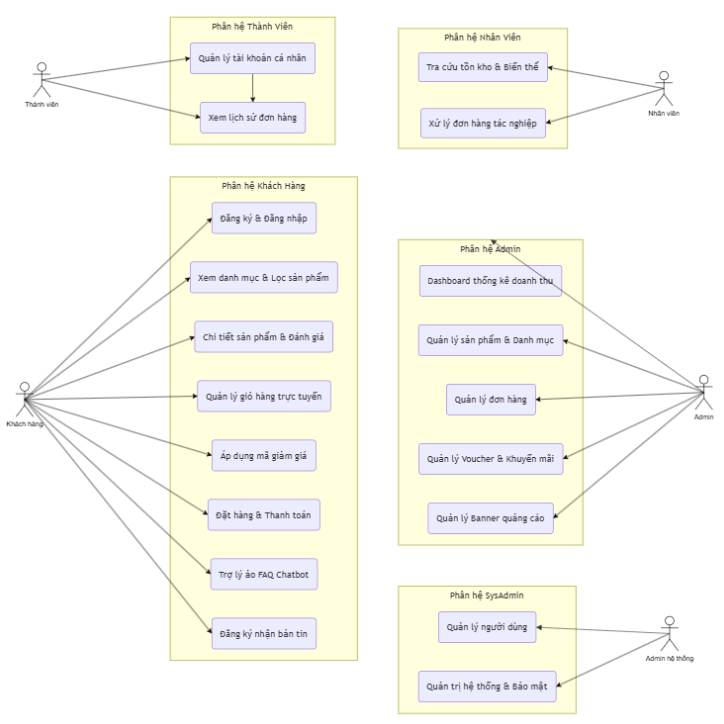 Phân hệ Thành Viên
Quản lý tài khoản cá nhân
Xem lịch sử đơn hàng
Thành viên
Phân hệ Nhân Viên
Tra cứu tồn kho & Biến thể
Xử lý đơn hàng tác nghiệp
Nhân viên
Phân hệ Khách Hàng
Đăng ký & Đăng nhập
Xem danh mục & Lọc sản phẩm
Chi tiết sản phẩm & Đánh giá
Quản lý giỏ hàng trực tuyến
Áp dụng mã giảm giá
Đặt hàng & Thanh toán
Trợ lý ảo FAQ Chatbot
Đăng ký nhận bản tin
Khách hàng
Phân hệ Admin
Dashboard thống kê doanh thu
Quản lý sản phẩm & Danh mục
Quản lý đơn hàng
Quản lý Voucher & Khuyến mãi
Quản lý Banner quảng cáo
Admin
Phân hệ SysAdmin
Quản lý người dùng
Quản trị hệ thống & Bảo mật
Admin hệ thống